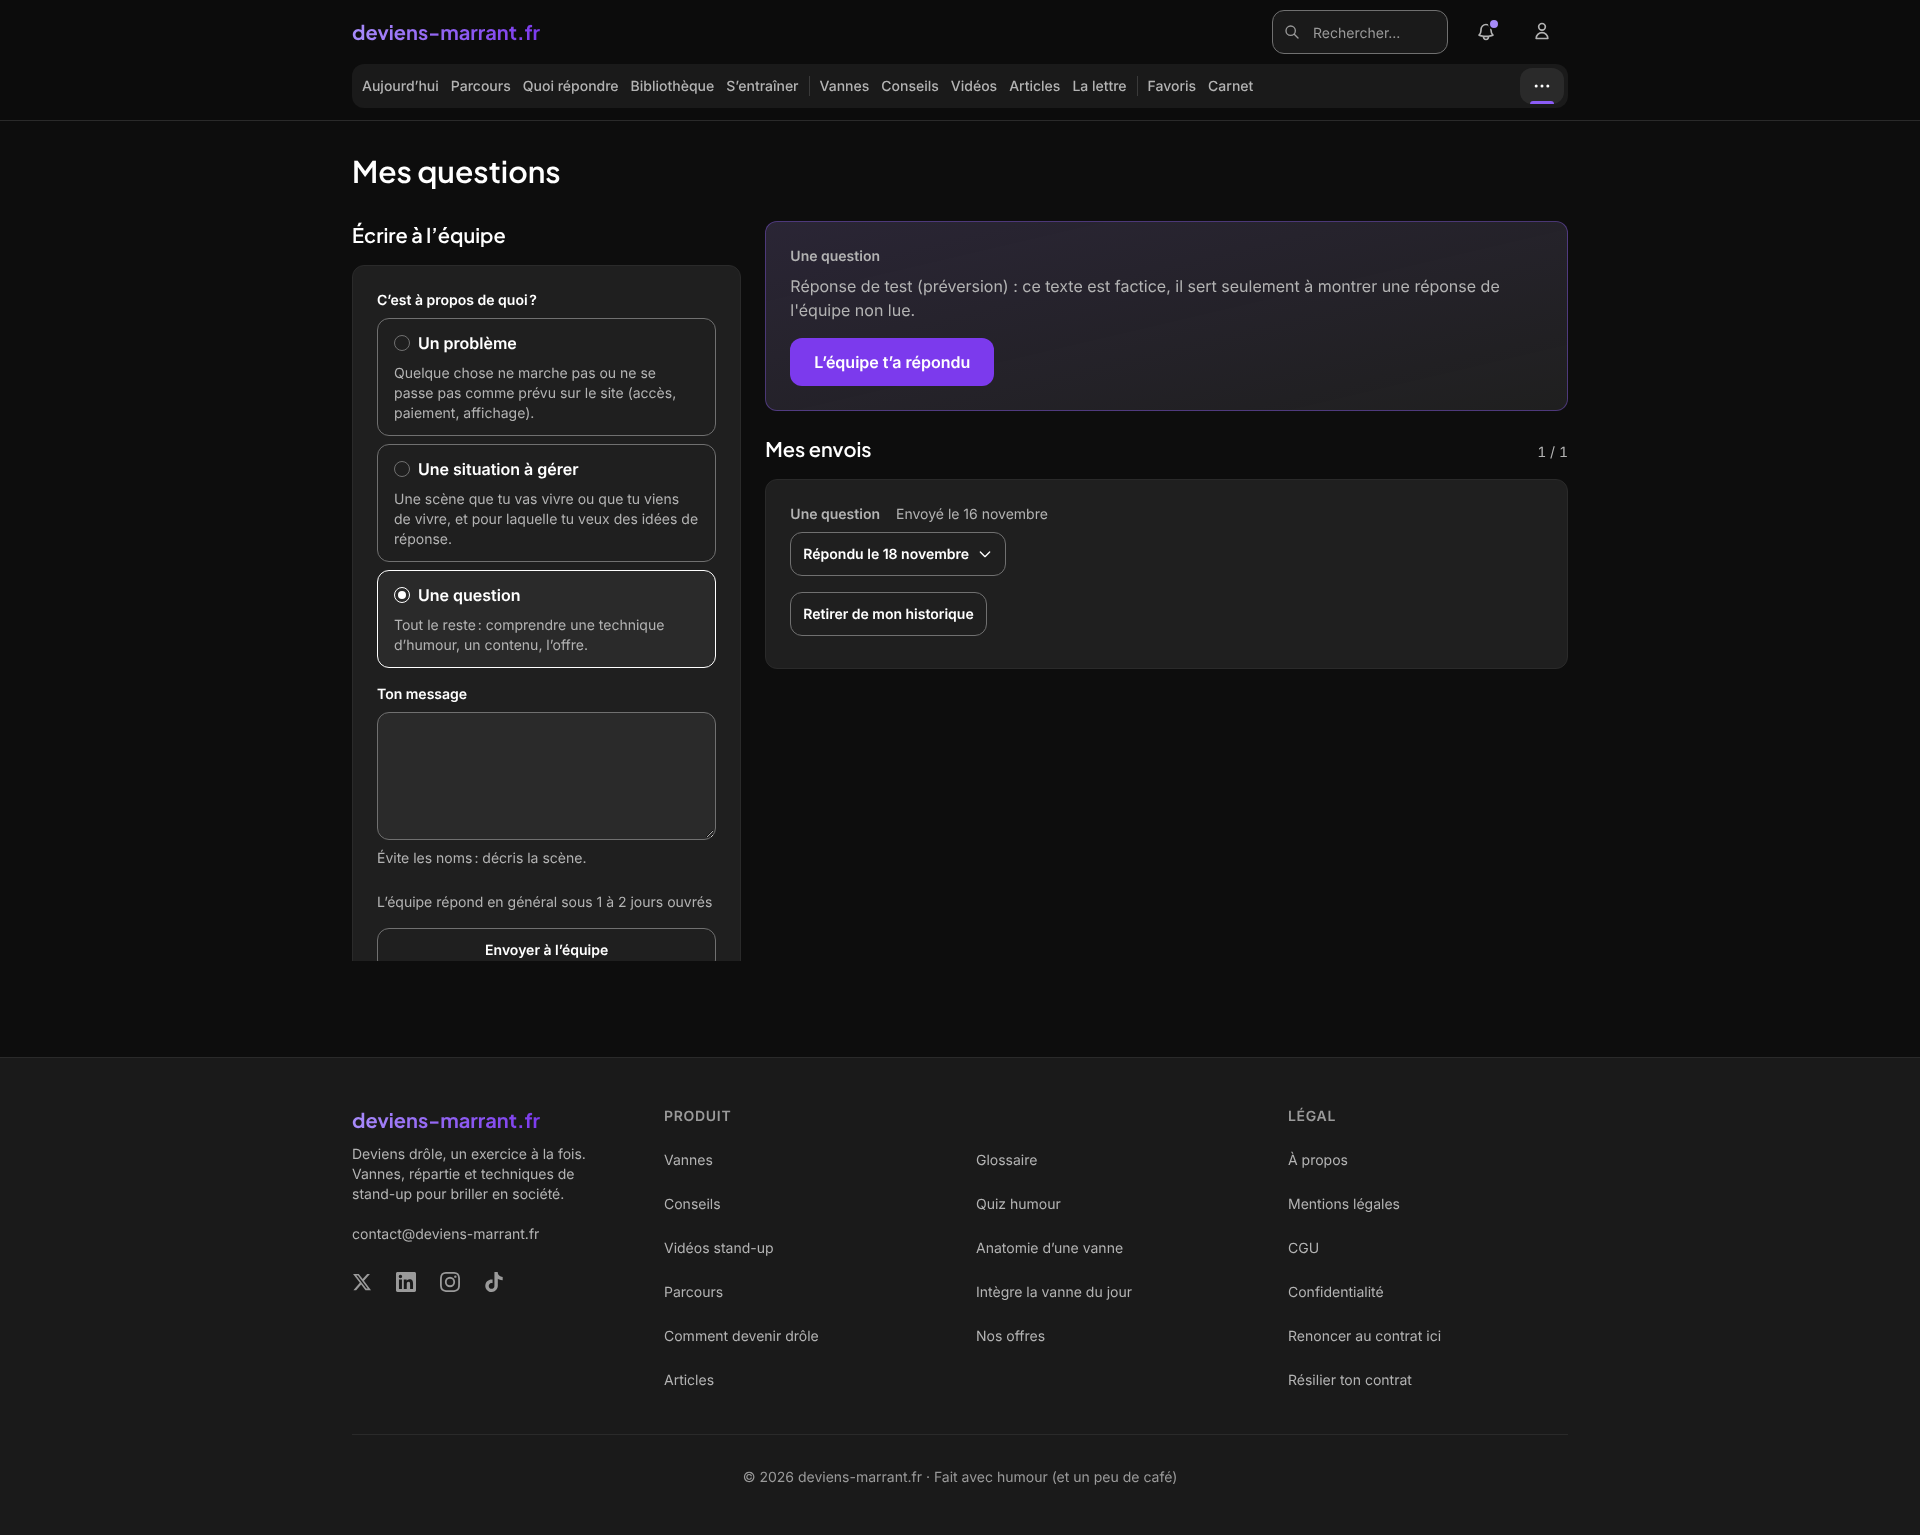 deviens-marrant.fr
Rechercher...
Aujourd’hui Parcours Quoi répondre Bibliothèque S’entraîner Vannes Conseils Vidéos Articles La lettre Favoris Carnet
Mes questions
Écrire à l’équipe
C’est à propos de quoi ?
Un problème
Quelque chose ne marche pas ou ne se
passe pas comme prévu sur le site (accès,
paiement, affichage).
Une situation à gérer
Une scène que tu vas vivre ou que tu viens
de vivre, et pour laquelle tu veux des idées de
réponse.
Une question
Tout le reste : comprendre une technique
d’humour, un contenu, l’offre.
Ton message
Évite les noms : décris la scène.
L’équipe répond en général sous 1 à 2 jours ouvrés
Envoyer à l’équipe
Une question
Réponse de test (préversion) : ce texte est factice, il sert seulement à montrer une réponse de
l'équipe non lue.
L’équipe t’a répondu
Mes envois
1 / 1
Une question Envoyé le 16 novembre
Répondu le 18 novembre
Retirer de mon historique
deviens-marrant.fr
Deviens drôle, un exercice à la fois.
Vannes, répartie et techniques de
stand-up pour briller en société.
contact@deviens-marrant.fr
PRODUIT
Vannes
Conseils
Vidéos stand-up
Parcours
Comment devenir drôle
Articles
Glossaire
Quiz humour
Anatomie d’une vanne
Intègre la vanne du jour
Nos offres
LÉGAL
À propos
Mentions légales
CGU
Confidentialité
Renoncer au contrat ici
Résilier ton contrat
© 2026 deviens-marrant.fr · Fait avec humour (et un peu de café)